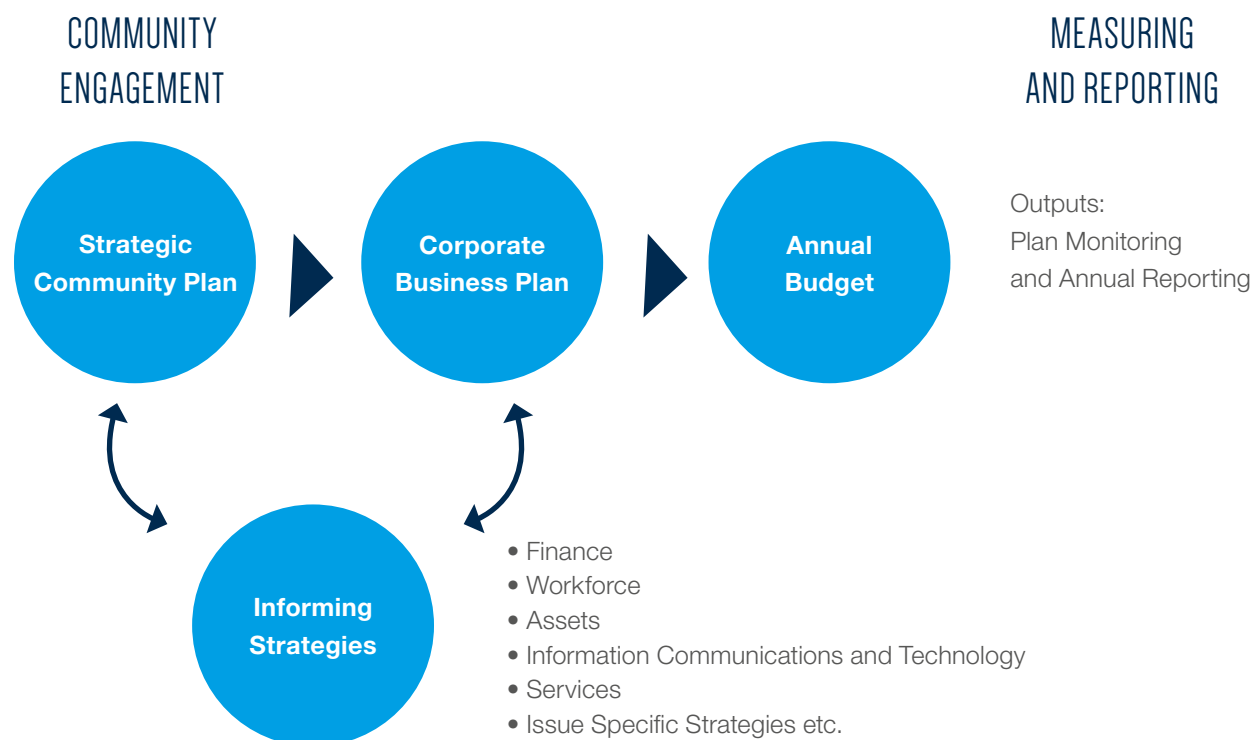 COMMUNITY
ENGAGEMENT
MEASURING
AND REPORTING
Strategic
Community Plan
Corporate
Business Plan
Annual
Budget
Outputs:
Plan Monitoring
and Annual Reporting
Informing
Strategies
• Finance
• Workforce
• Assets
• Information Communications and Technology
• Services
• Issue Specific Strategies etc.